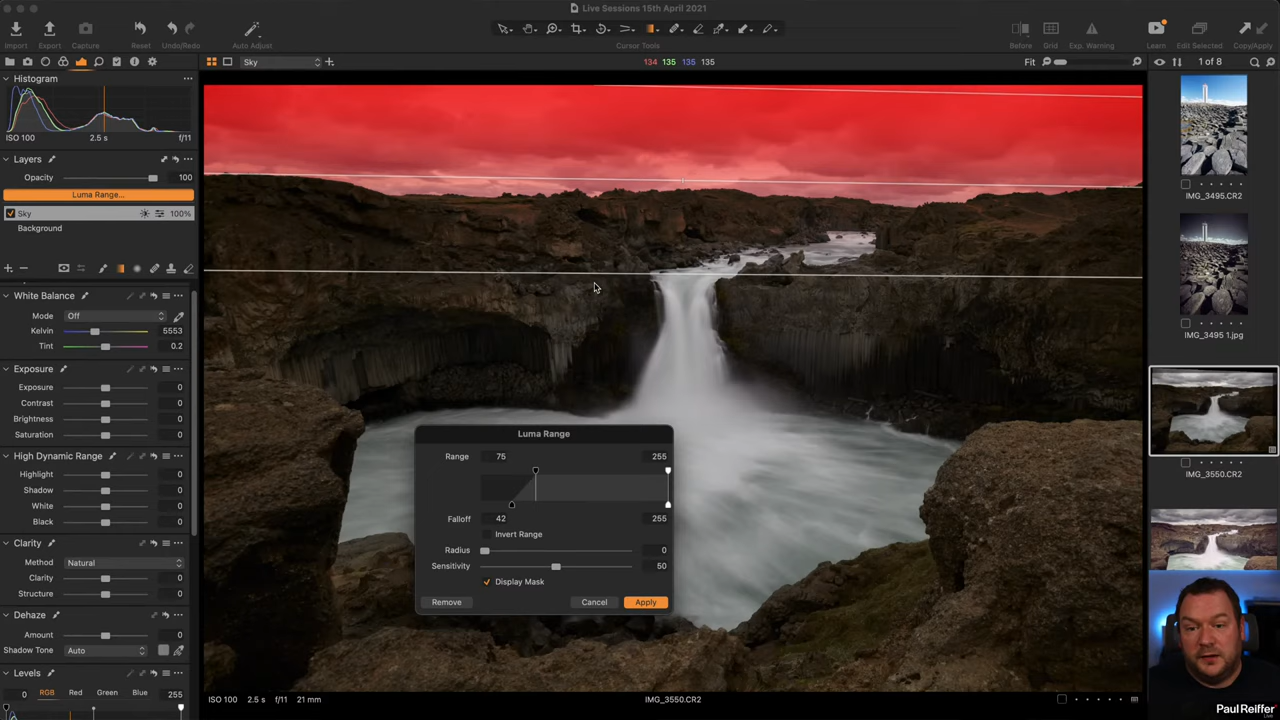 Live Sessions 15th April 2021
Import
Export
Capture
Reset
Undo/Redo
Auto Adjust
Cursor Tools
Before
Grid
Exp. Warning
Learn
Edit Selected
Copy/Apply
Sky
134 135 135 135
Fit
1 of 8
Histogram
ISO 100
2.5 s
f/11
Layers
Opacity 100
Luma Range...
Sky 100%
Background
White Balance
Mode Off
Kelvin 5553
Tint 0.2
Exposure
Exposure 0
Contrast 0
Brightness 0
Saturation 0
High Dynamic Range
Highlight 0
Shadow 0
White 0
Black 0
Clarity
Method Natural
Clarity 0
Structure 0
Dehaze
Amount 0
Shadow Tone Auto
Levels
0 RGB Red Green Blue 255
Luma Range
Range 75 255
Falloff 42 255
Invert Range
Radius 0
Sensitivity 50
Display Mask
Remove
Cancel
Apply
ISO 100 2.5 s f/11 21 mm
IMG_3550.CR2
IMG_3495.CR2
IMG_3495 1.jpg
IMG_3550.CR2
Paul Reiffer
Live